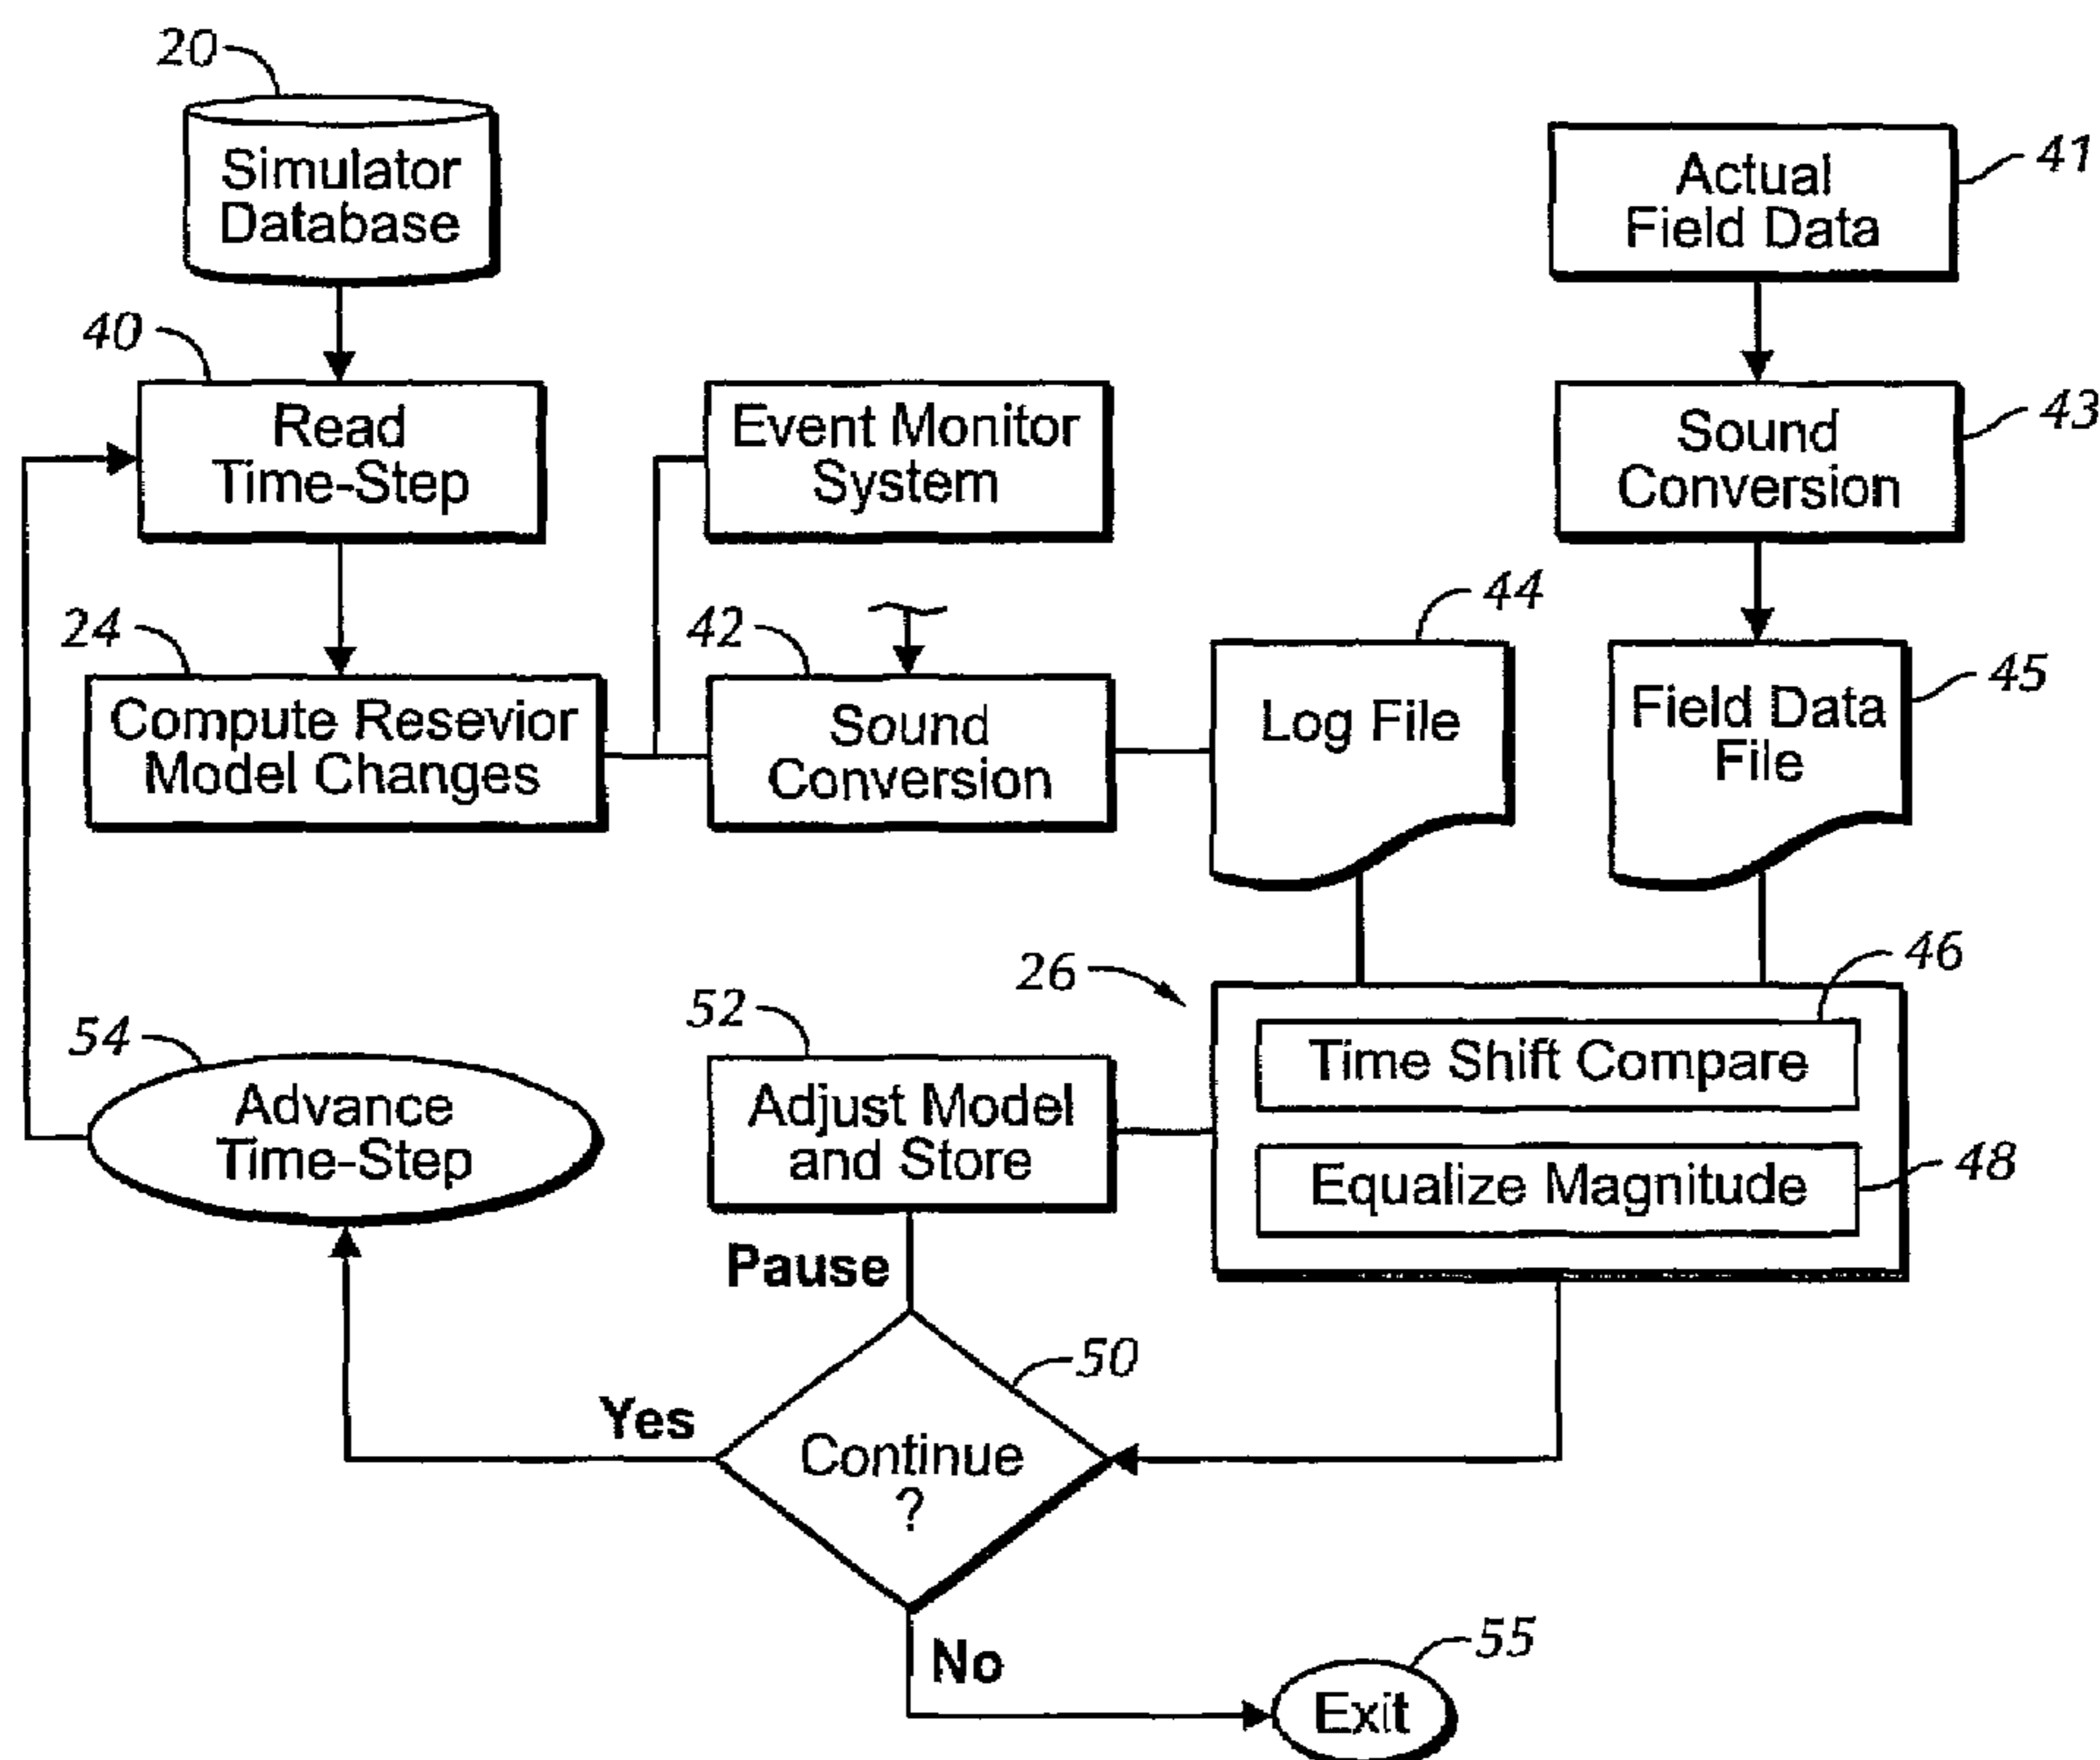 20
Simulator
Database
41
Actual
Field Data
40
Read
Time-Step
Event Monitor
System
43
Sound
Conversion
24
Compute Resevior
Model Changes
42
Sound
Conversion
44
Log File
45
Field Data
File
26
46
Time Shift Compare
48
Equalize Magnitude
52
Adjust Model
and Store
54
Advance
Time-Step
Pause
50
Continue
?
Yes
No
55
Exit